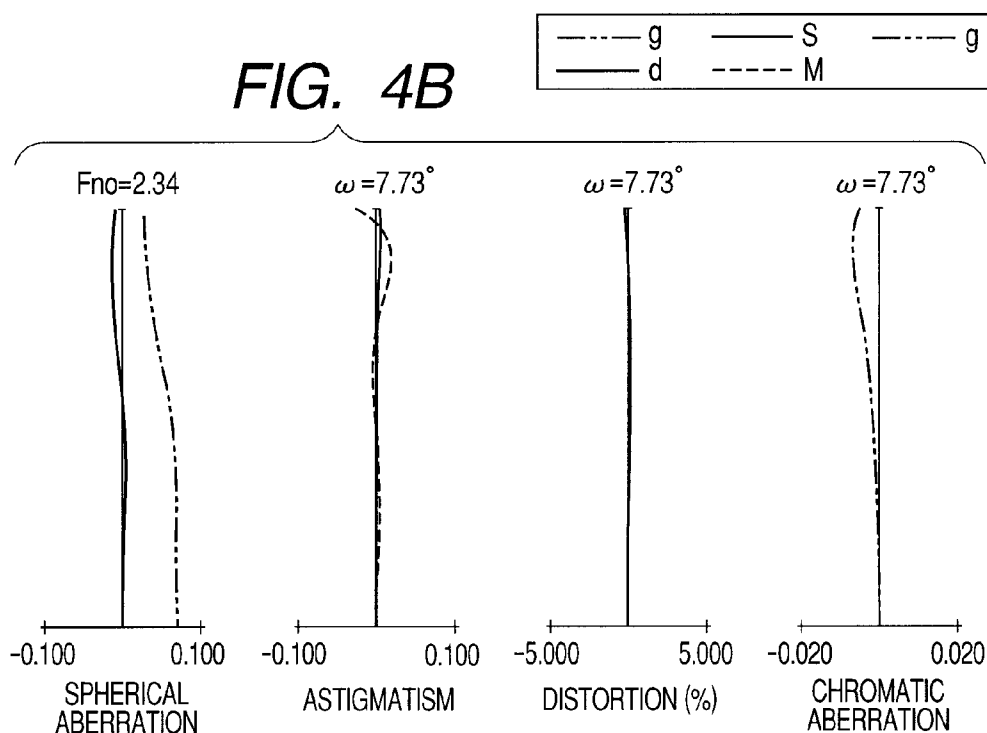 g S g
d M
FIG. 4B
Fno=2.34 ω=7.73° ω=7.73° ω=7.73°
-0.100 0.100 -0.100 0.100 -5.000 5.000 -0.020 0.020
SPHERICAL ABERRATION
ASTIGMATISM
DISTORTION (%)
CHROMATIC ABERRATION